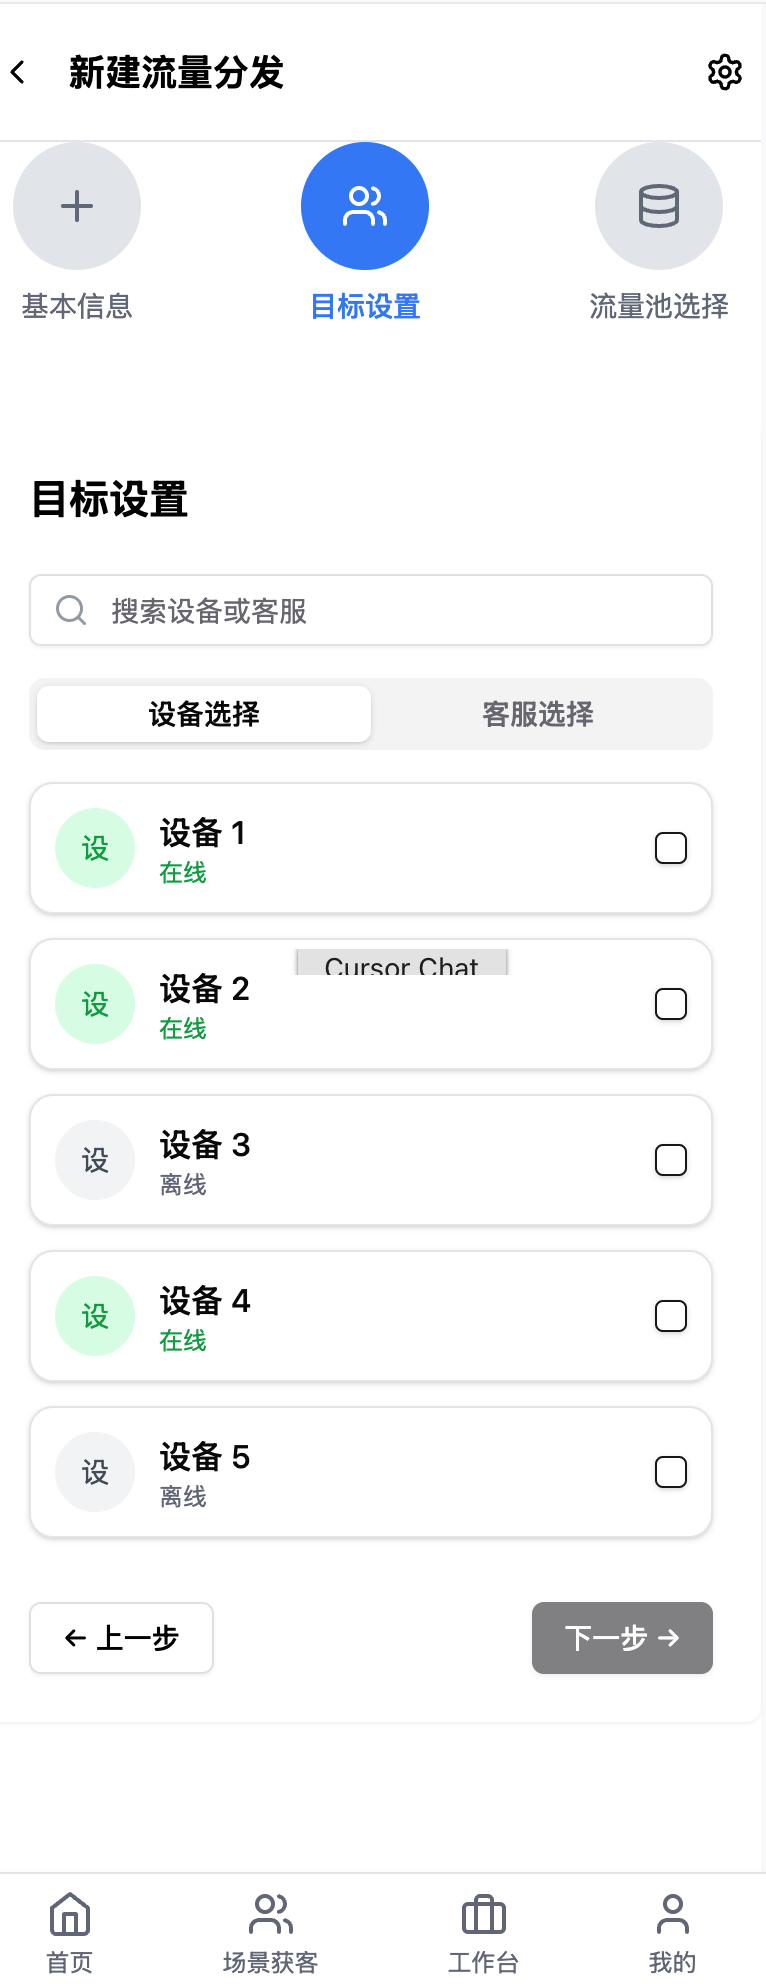 新建流量分发
基本信息
目标设置
流量池选择
目标设置
搜索设备或客服
设备选择
客服选择
设
设备 1
在线
设
设备 2
在线
Cursor Chat
设
设备 3
离线
设
设备 4
在线
设
设备 5
离线
← 上一步
下一步 →
首页
场景获客
工作台
我的